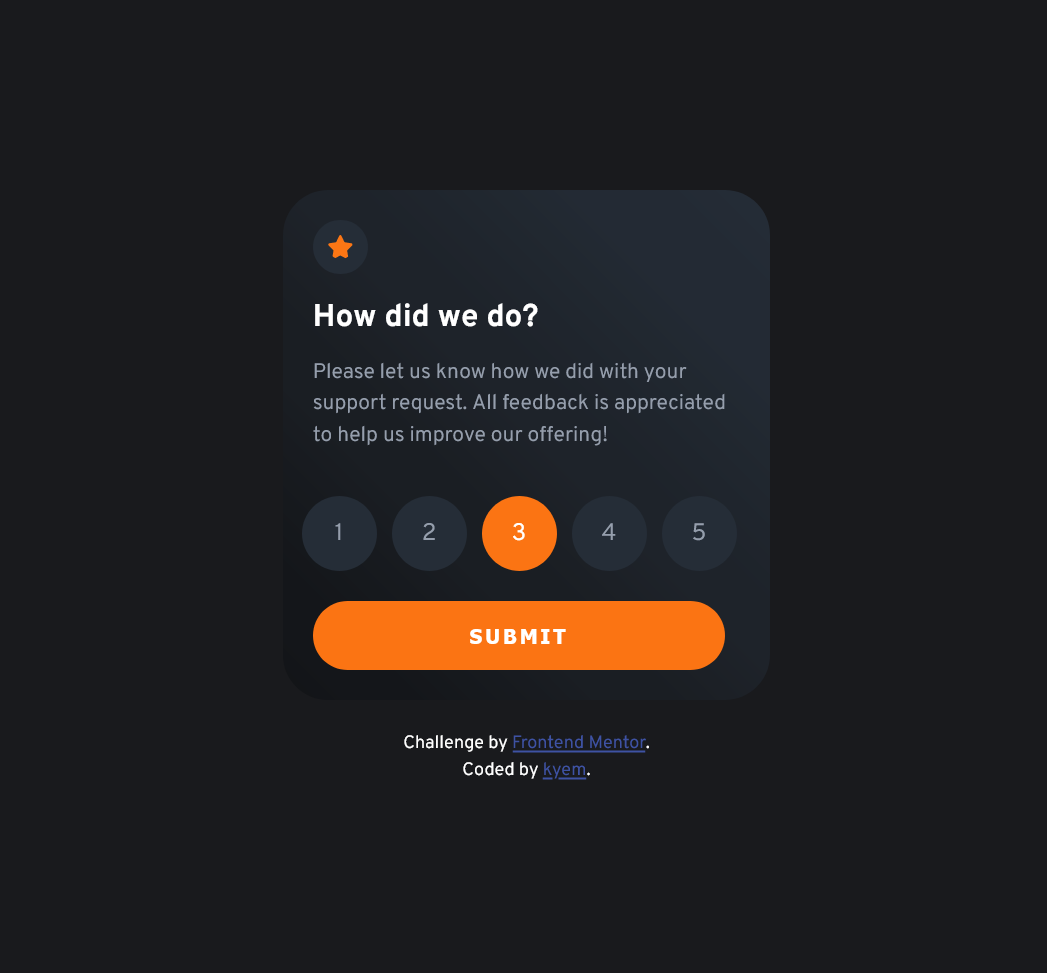 How did we do?
Please let us know how we did with your
support request. All feedback is appreciated
to help us improve our offering!
1 2 3 4 5
SUBMIT
Challenge by Frontend Mentor.
Coded by kyem.